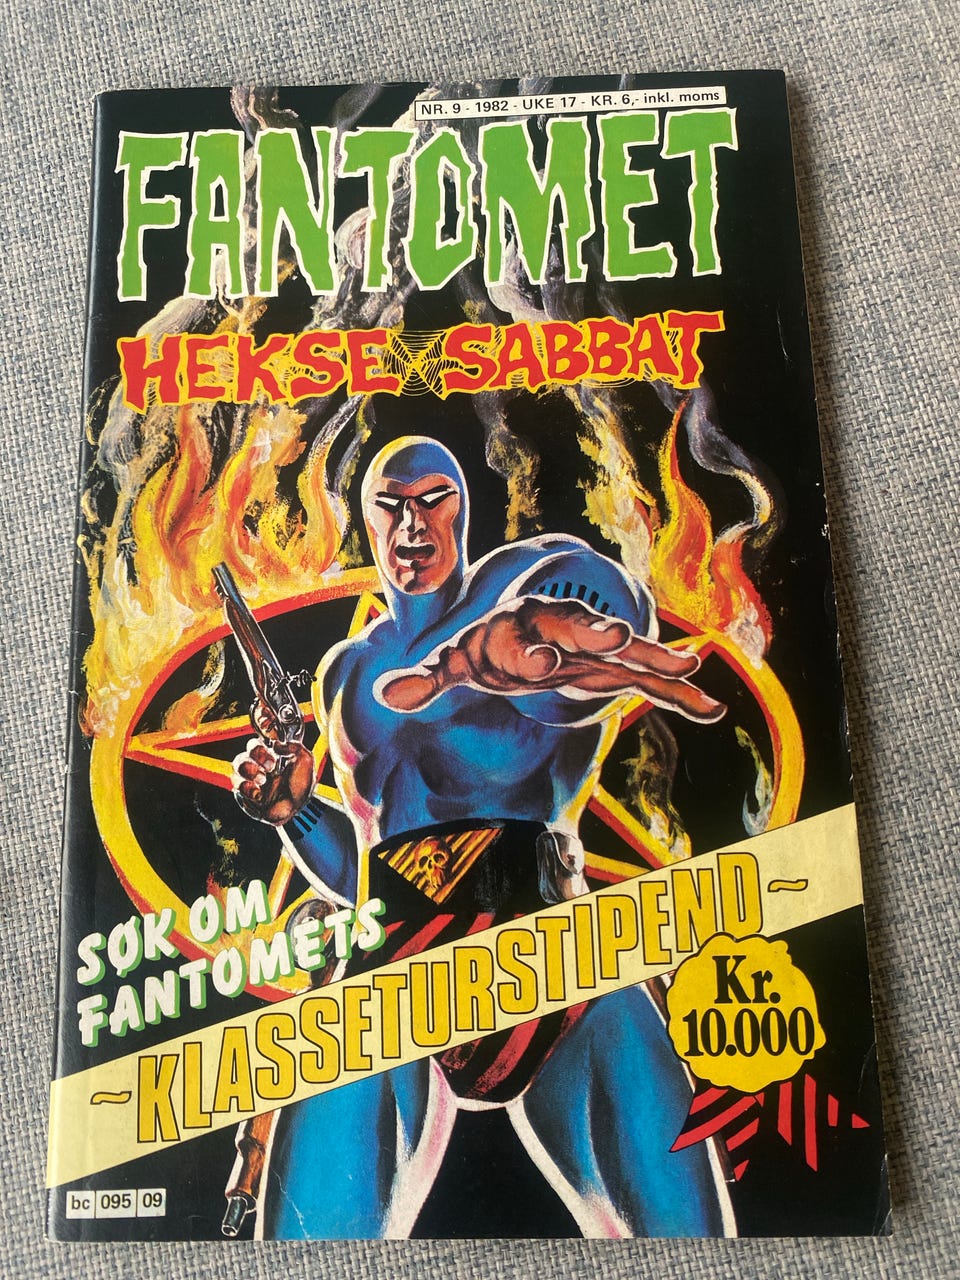 NR. 9 - 1982 - UKE 17 - KR. 6,- inkl. moms
FANTOMET
HEKSE SABBAT
SØK OM
FANTOMETS
~KLASSETURSTIPEND~
Kr.
10.000
bc 095 09